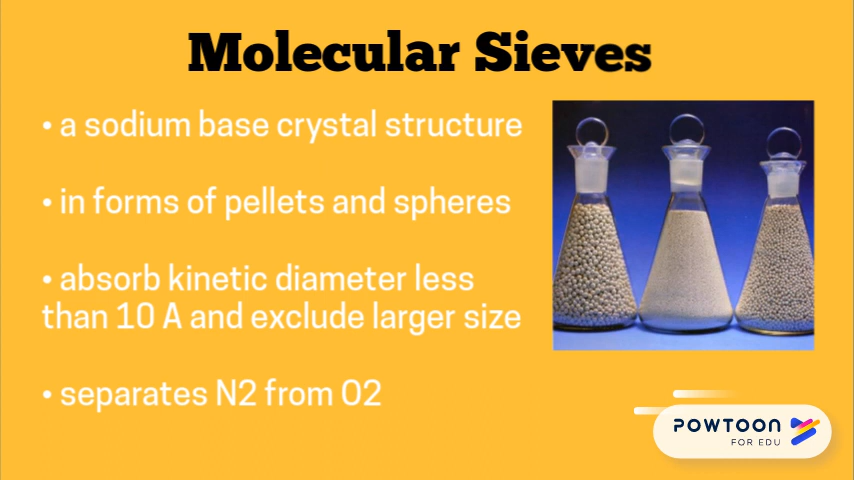 Molecular Sieves
• a sodium base crystal structure
• in forms of pellets and spheres
• absorb kinetic diameter less
than 10 A and exclude larger size
• separates N2 from O2
POWTOON
FOR EDU